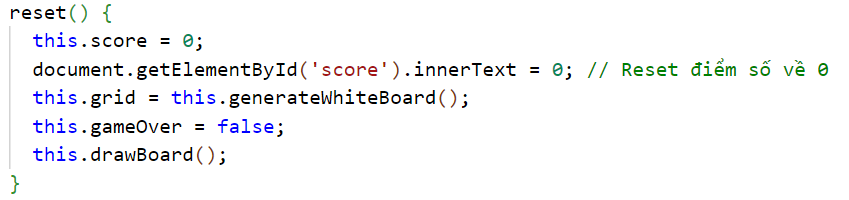 reset() {
this.score = 0;
document.getElementById('score').innerText = 0; // Reset điểm số về 0
this.grid = this.generateWhiteBoard();
this.gameOver = false;
this.drawBoard();
}